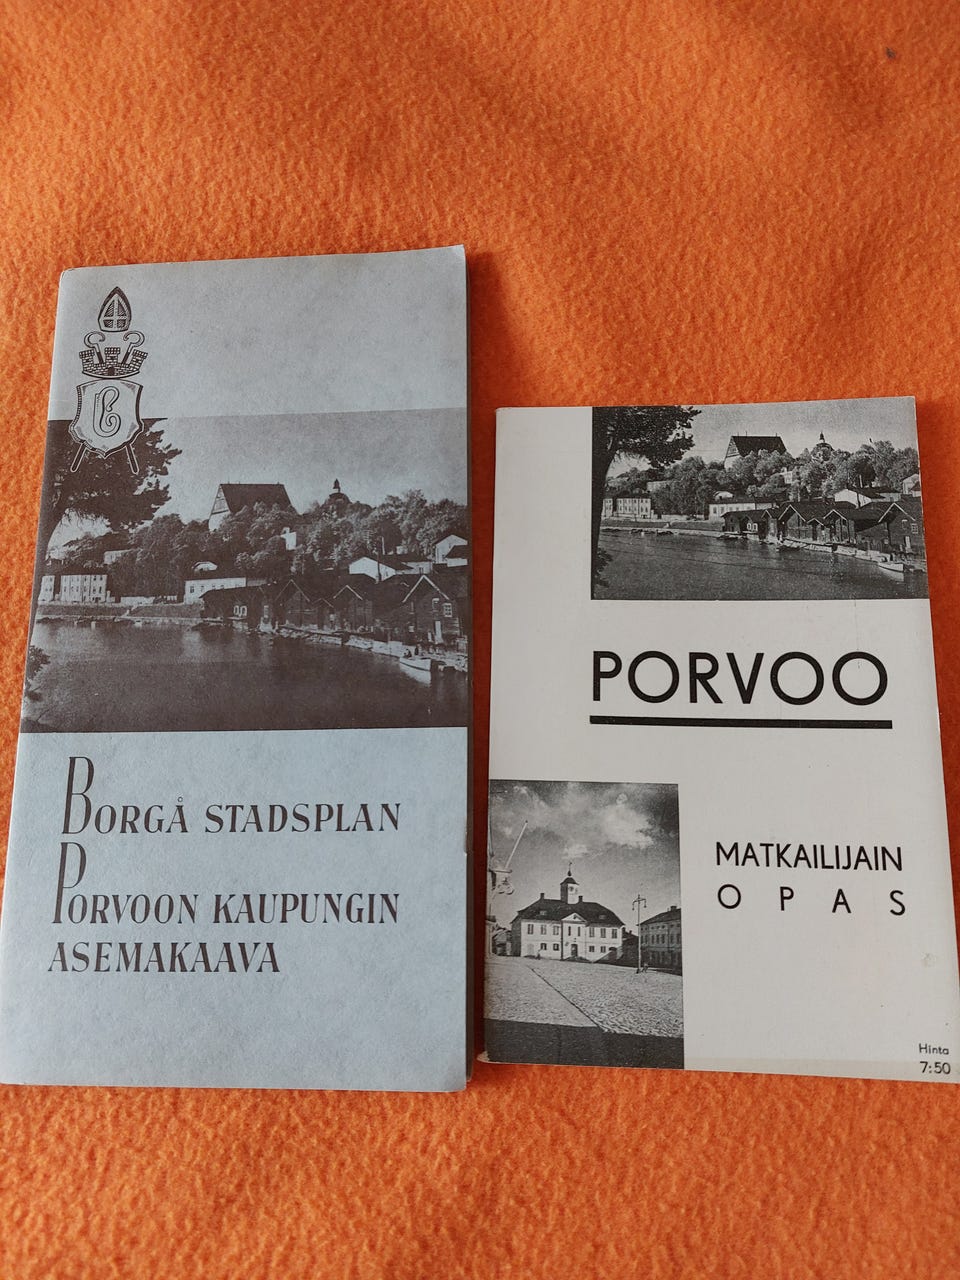 C
BORGÅ STADSPLAN
PORVOON KAUPUNGIN
ASEMAKAAVA
PORVOO
MATKAILIJAIN
OPAS
Hinta
7:50